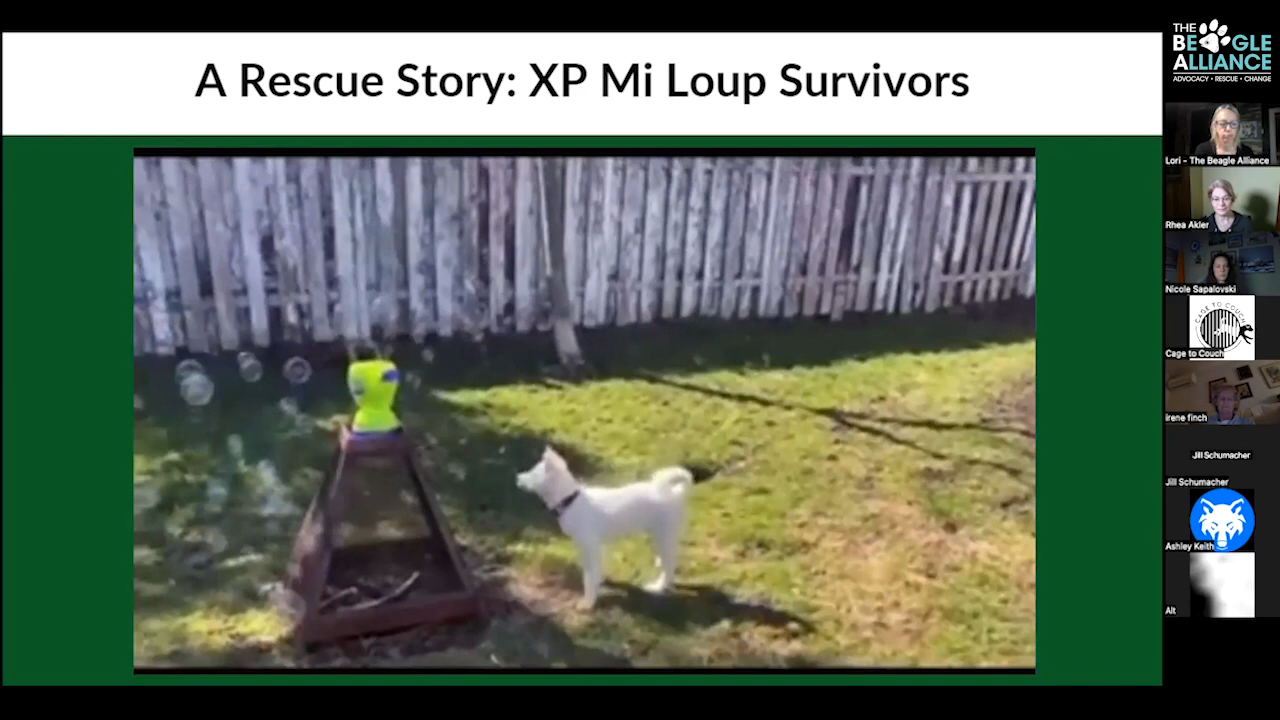 A Rescue Story: XP Mi Loup Survivors
THE
BEAGLE
ALLIANCE
ADVOCACY • RESCUE • CHANGE
Lori - The Beagle Alliance
Rhea Akler
Nicole Sapalovski
CAGE TO COUCH
Cage to Couch
irene finch
Jill Schumacher
Jill Schumacher
Ashley Keith
Alt